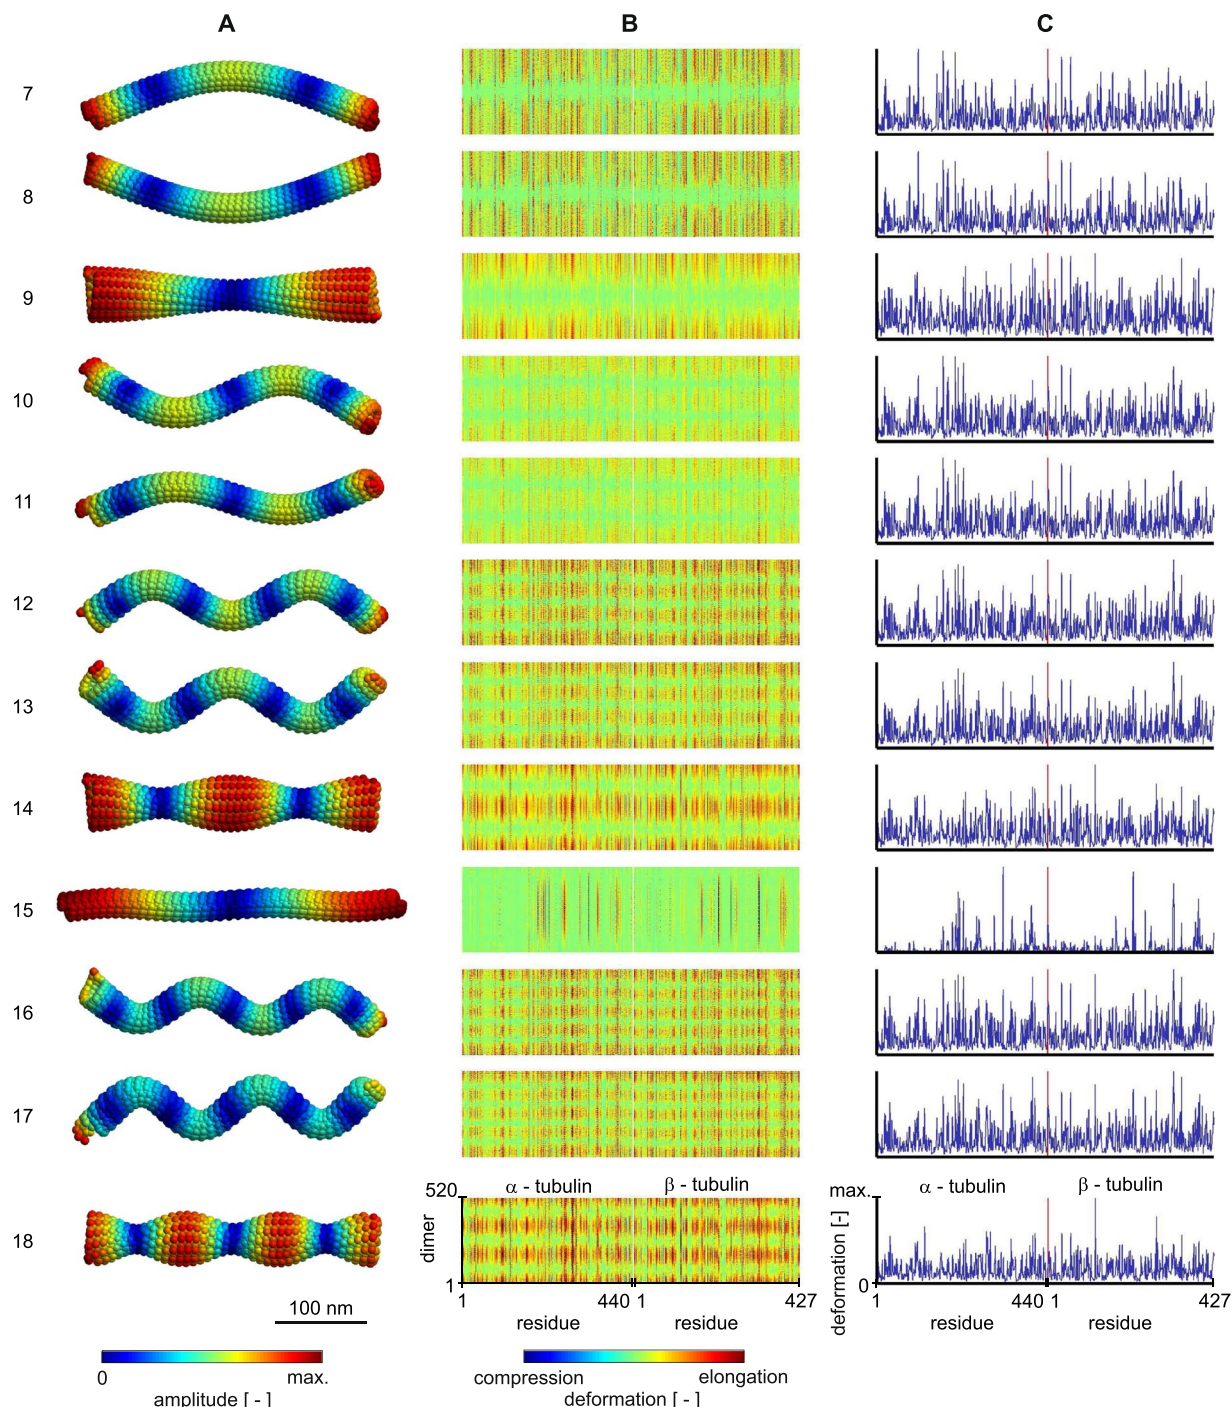 A B C
7
8
9
10
11
12
13
14
15
16
17
18
520
dimer
1
α - tubulin β - tubulin
1 440 1 427
residue residue
max.
deformation [-]
0
α - tubulin β - tubulin
1 440 1 427
residue residue
100 nm
0 max.
amplitude [ - ]
compression elongation
deformation [ - ]